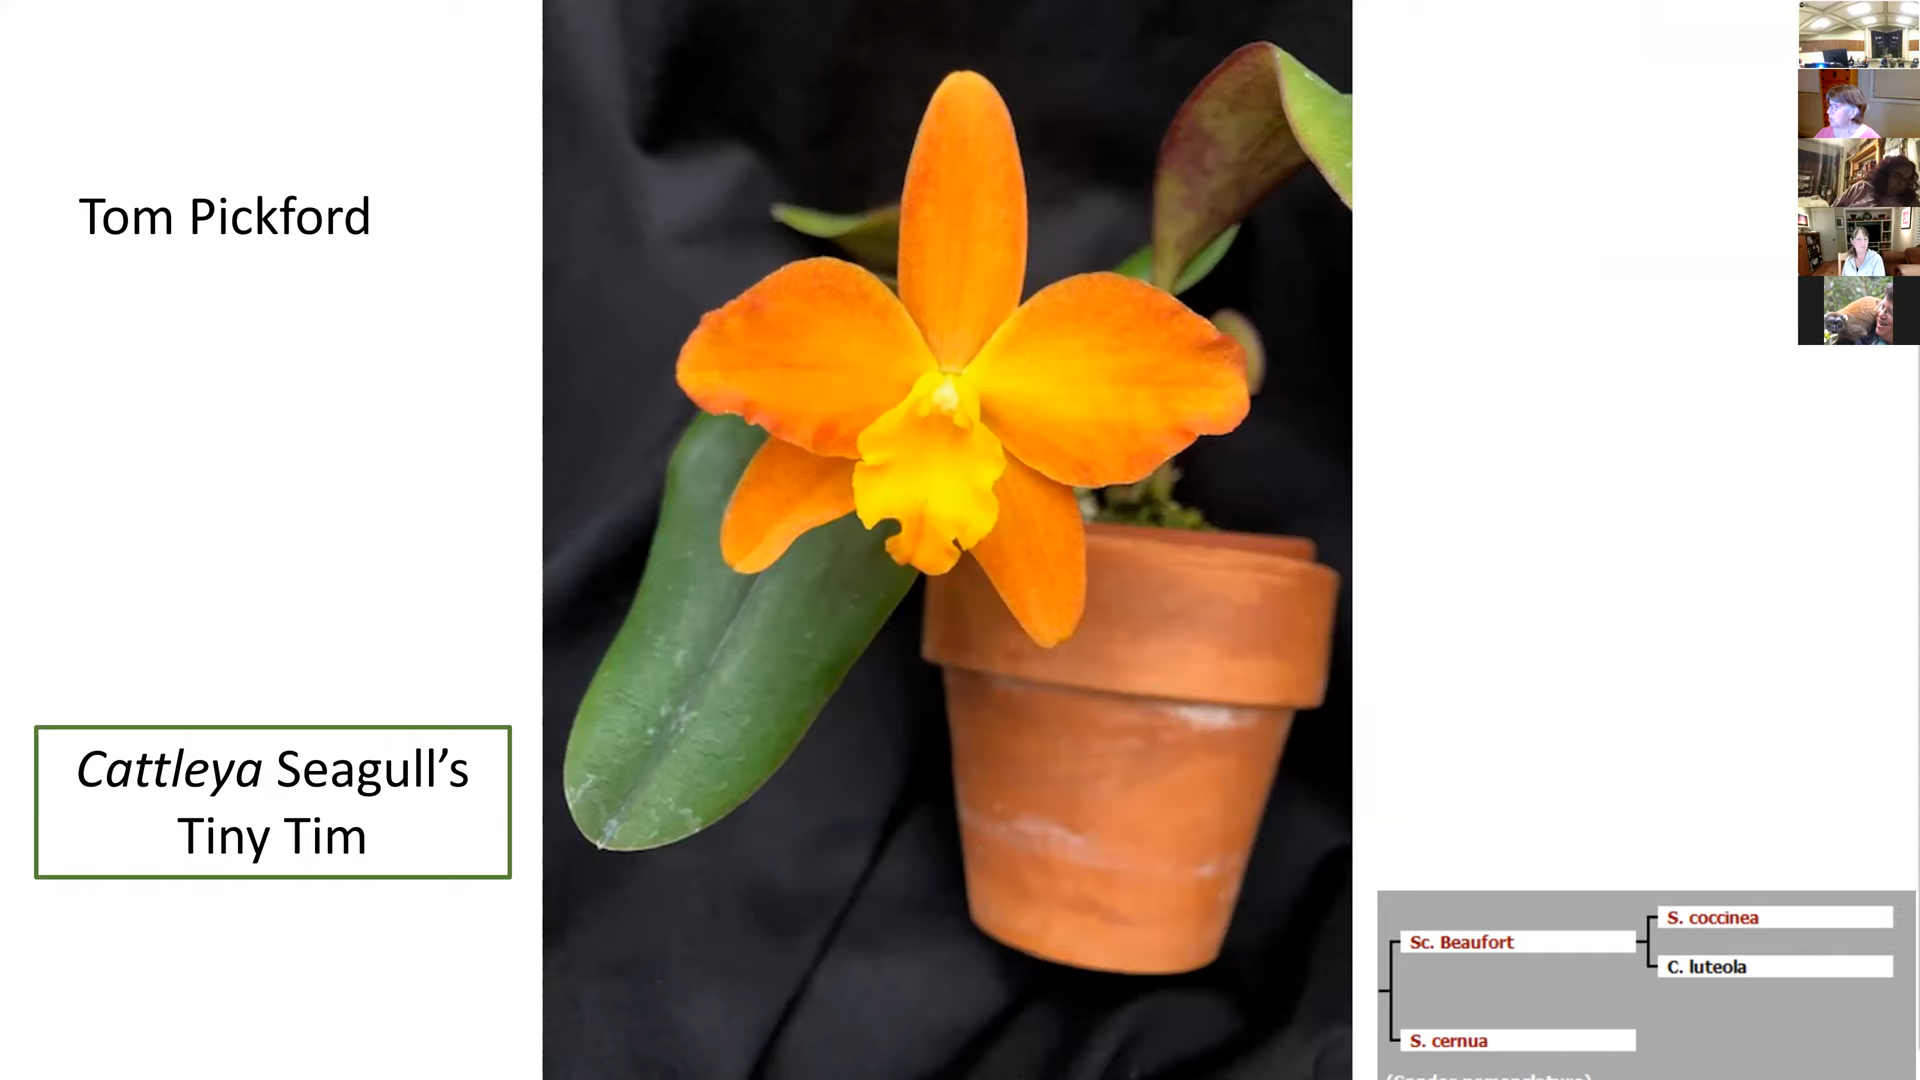 Tom Pickford
Cattleya Seagull's
Tiny Tim
S. coccinea
Sc. Beaufort
C. luteola
S. cernua